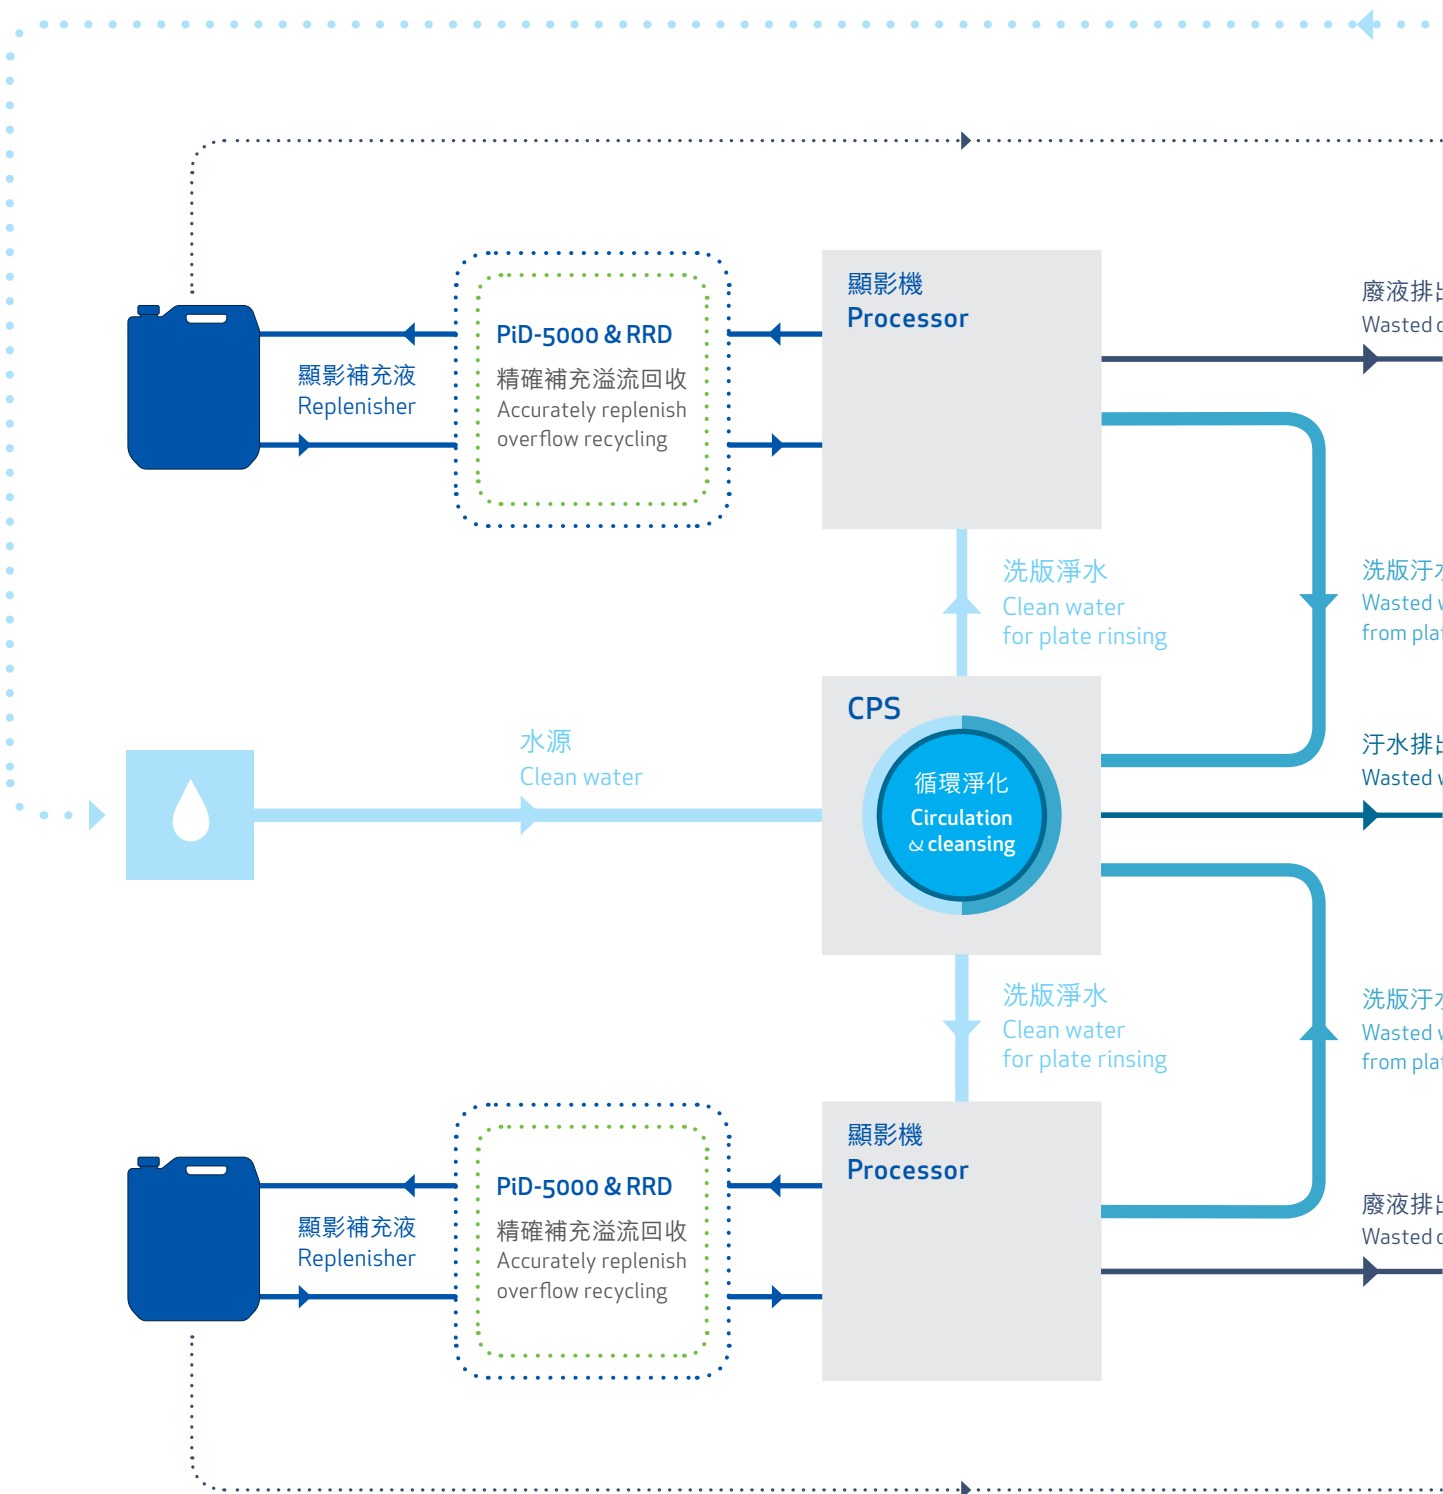 顯影補充液
Replenisher
PiD-5000 & RRD
精確補充溢流回收
Accurately replenish
overflow recycling
顯影機
Processor
廢液排
Wasted
洗版淨水
Clean water
for plate rinsing
洗版汙
Wasted
from
水源
Clean water
CPS
循環淨化
Circulation
& cleansing
汙水排
Wasted
洗版淨水
Clean water
for plate rinsing
洗版汙
Wasted
from
顯影補充液
Replenisher
PiD-5000 & RRD
精確補充溢流回收
Accurately replenish
overflow recycling
顯影機
Processor
廢液排
Wasted